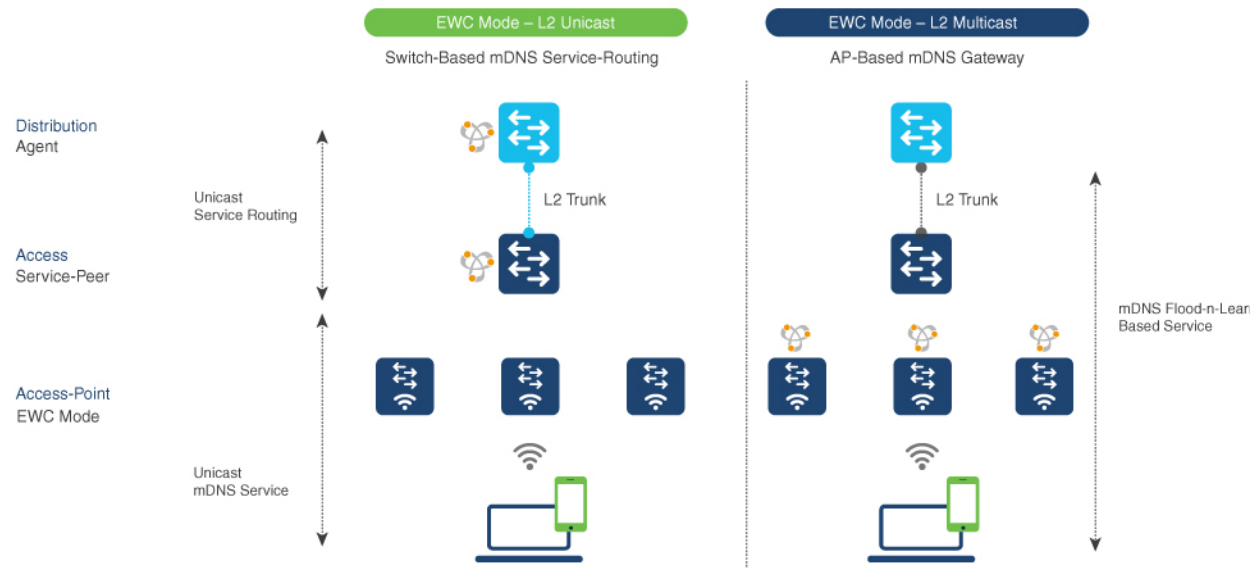 EWC Mode – L2 Unicast
EWC Mode – L2 Multicast
Switch-Based mDNS Service-Routing
AP-Based mDNS Gateway
Distribution
Agent
Unicast
Service Routing
L2 Trunk
L2 Trunk
Access
Service-Peer
mDNS Flood-n-Learn
Based Service
Access-Point
EWC Mode
Unicast
mDNS Service